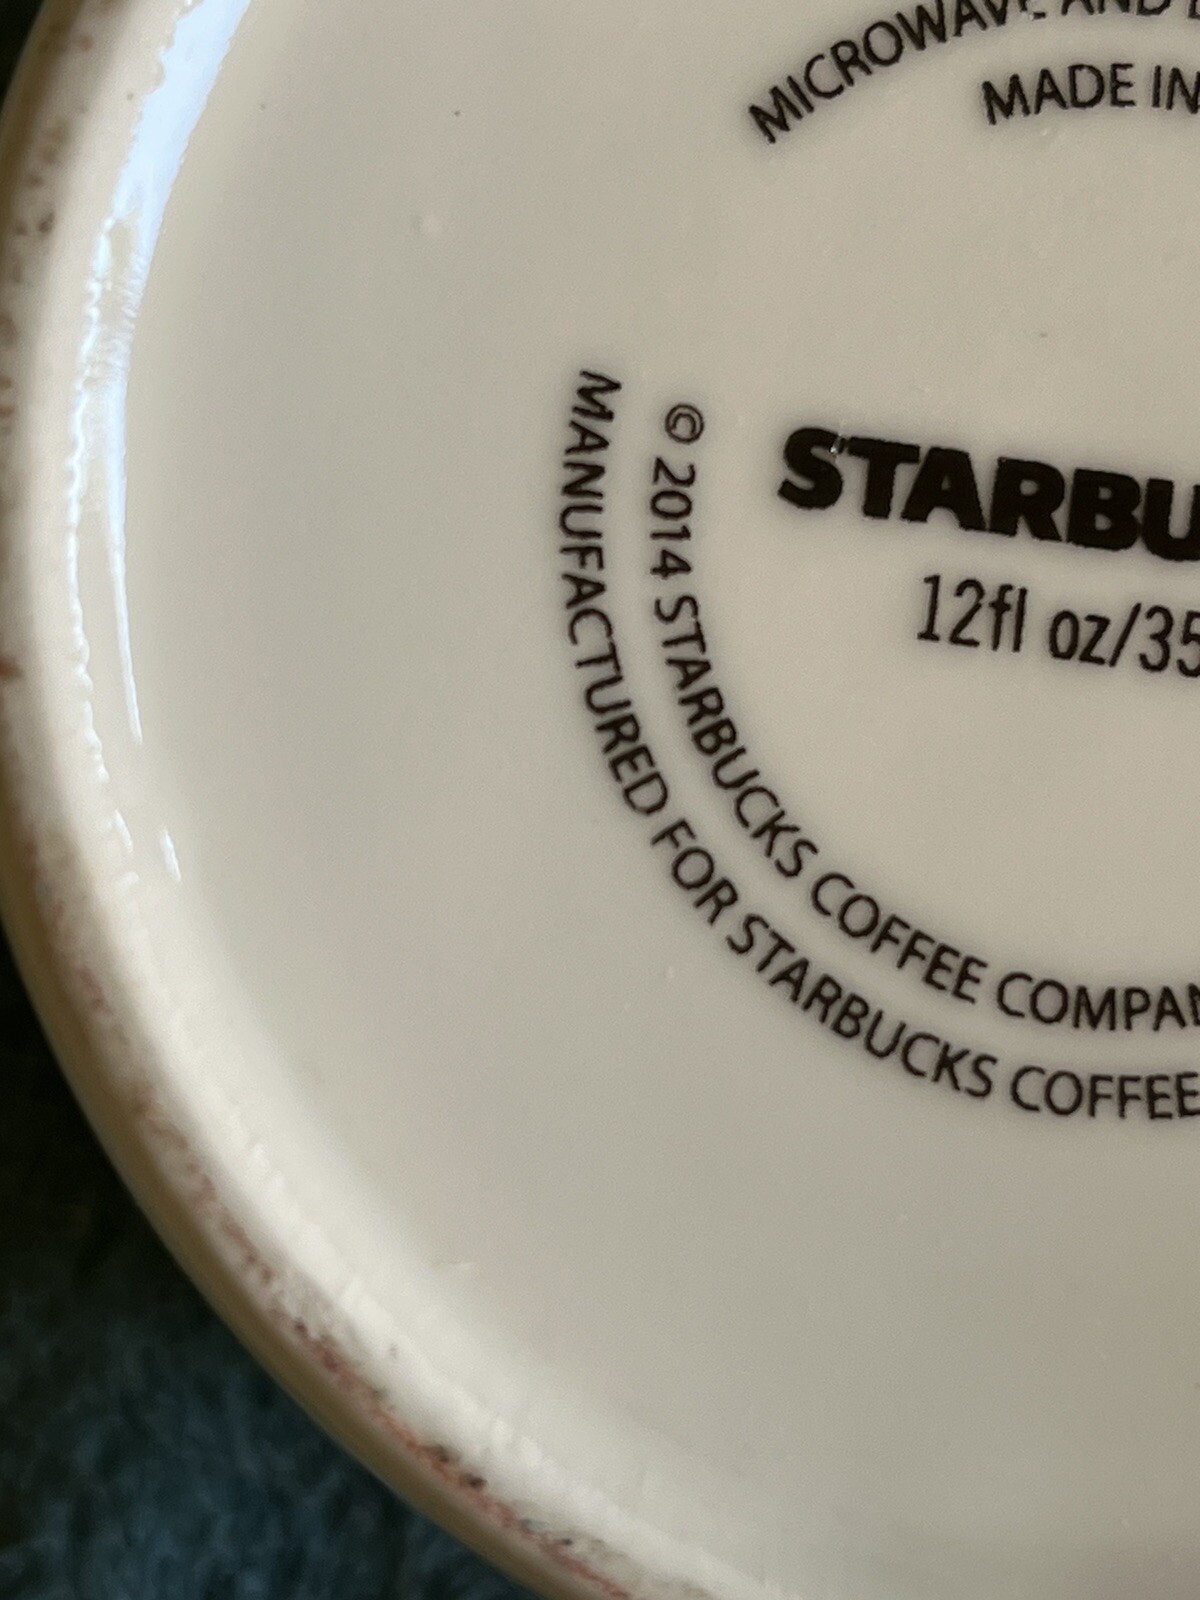 MICROWAVE AND
MADE IN
STARBU
12fl oz/35
© 2014 STARBUCKS COFFEE COMPAN
MANUFACTURED FOR STARBUCKS COFFEE